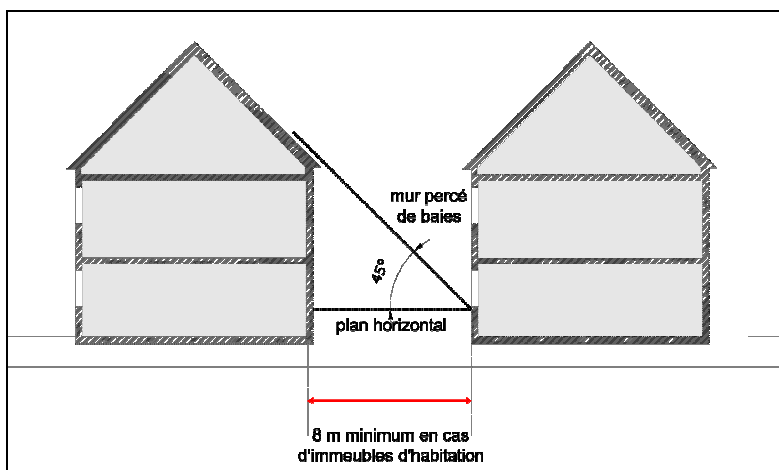 mur percé
de baies
45°
plan horizontal
8 m minimum en cas
d'immeubles d'habitation